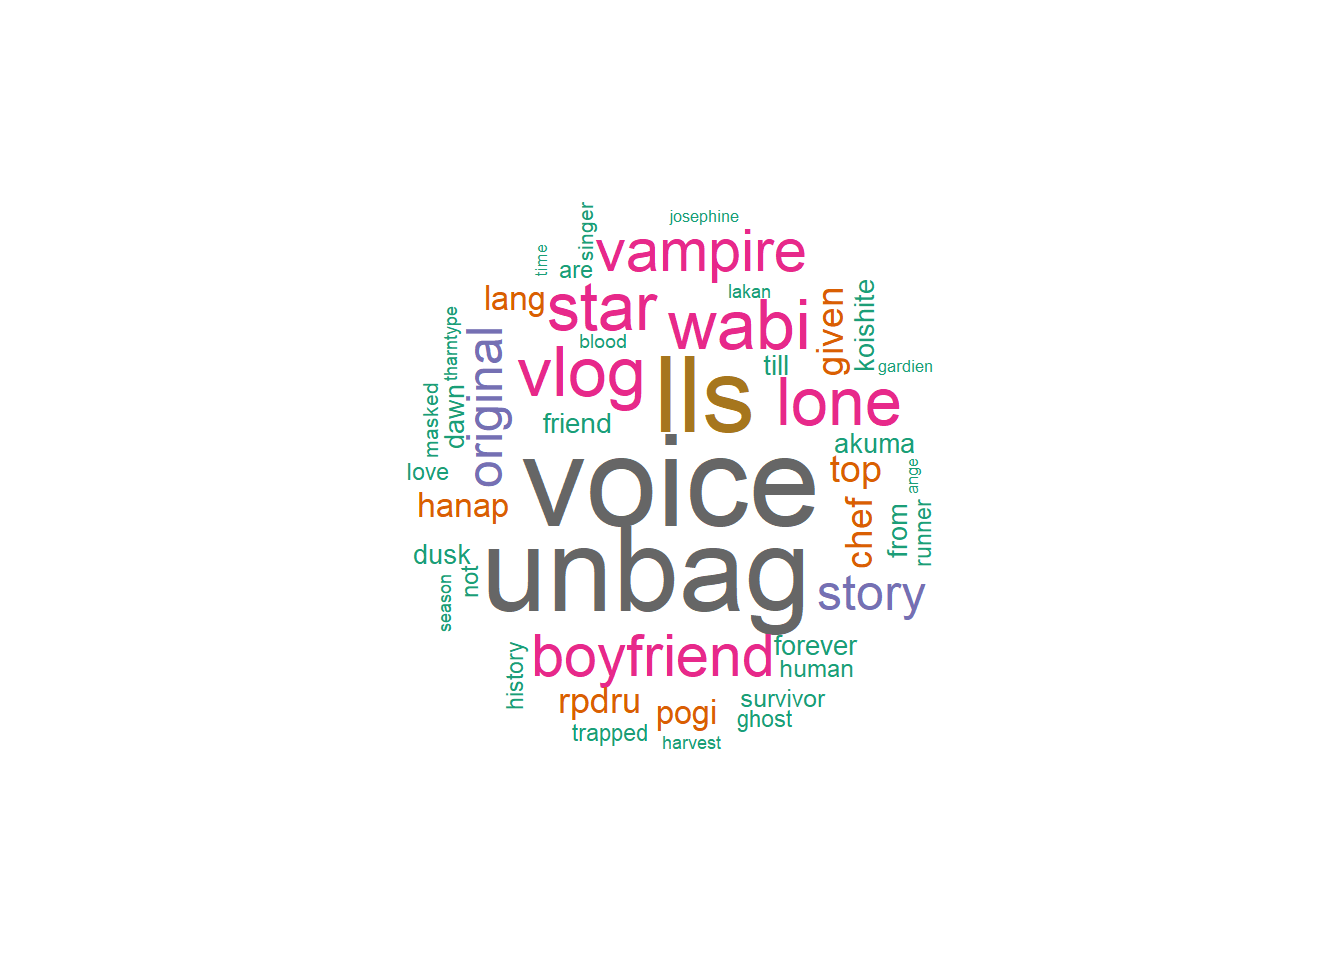 josephine
singer
vampire
time
are
lakan
lang
star
wabi
given
koishite
blood
tharntype
original
vlog
lls
till
gardien
masked
dawn
friend
lone
akuma
love
voice
top
ange
hanap
chef
from
runner
dusk
not
unbag
story
season
history
boyfriend
forever
human
rpdru
pogi
survivor
ghost
trapped
harvest